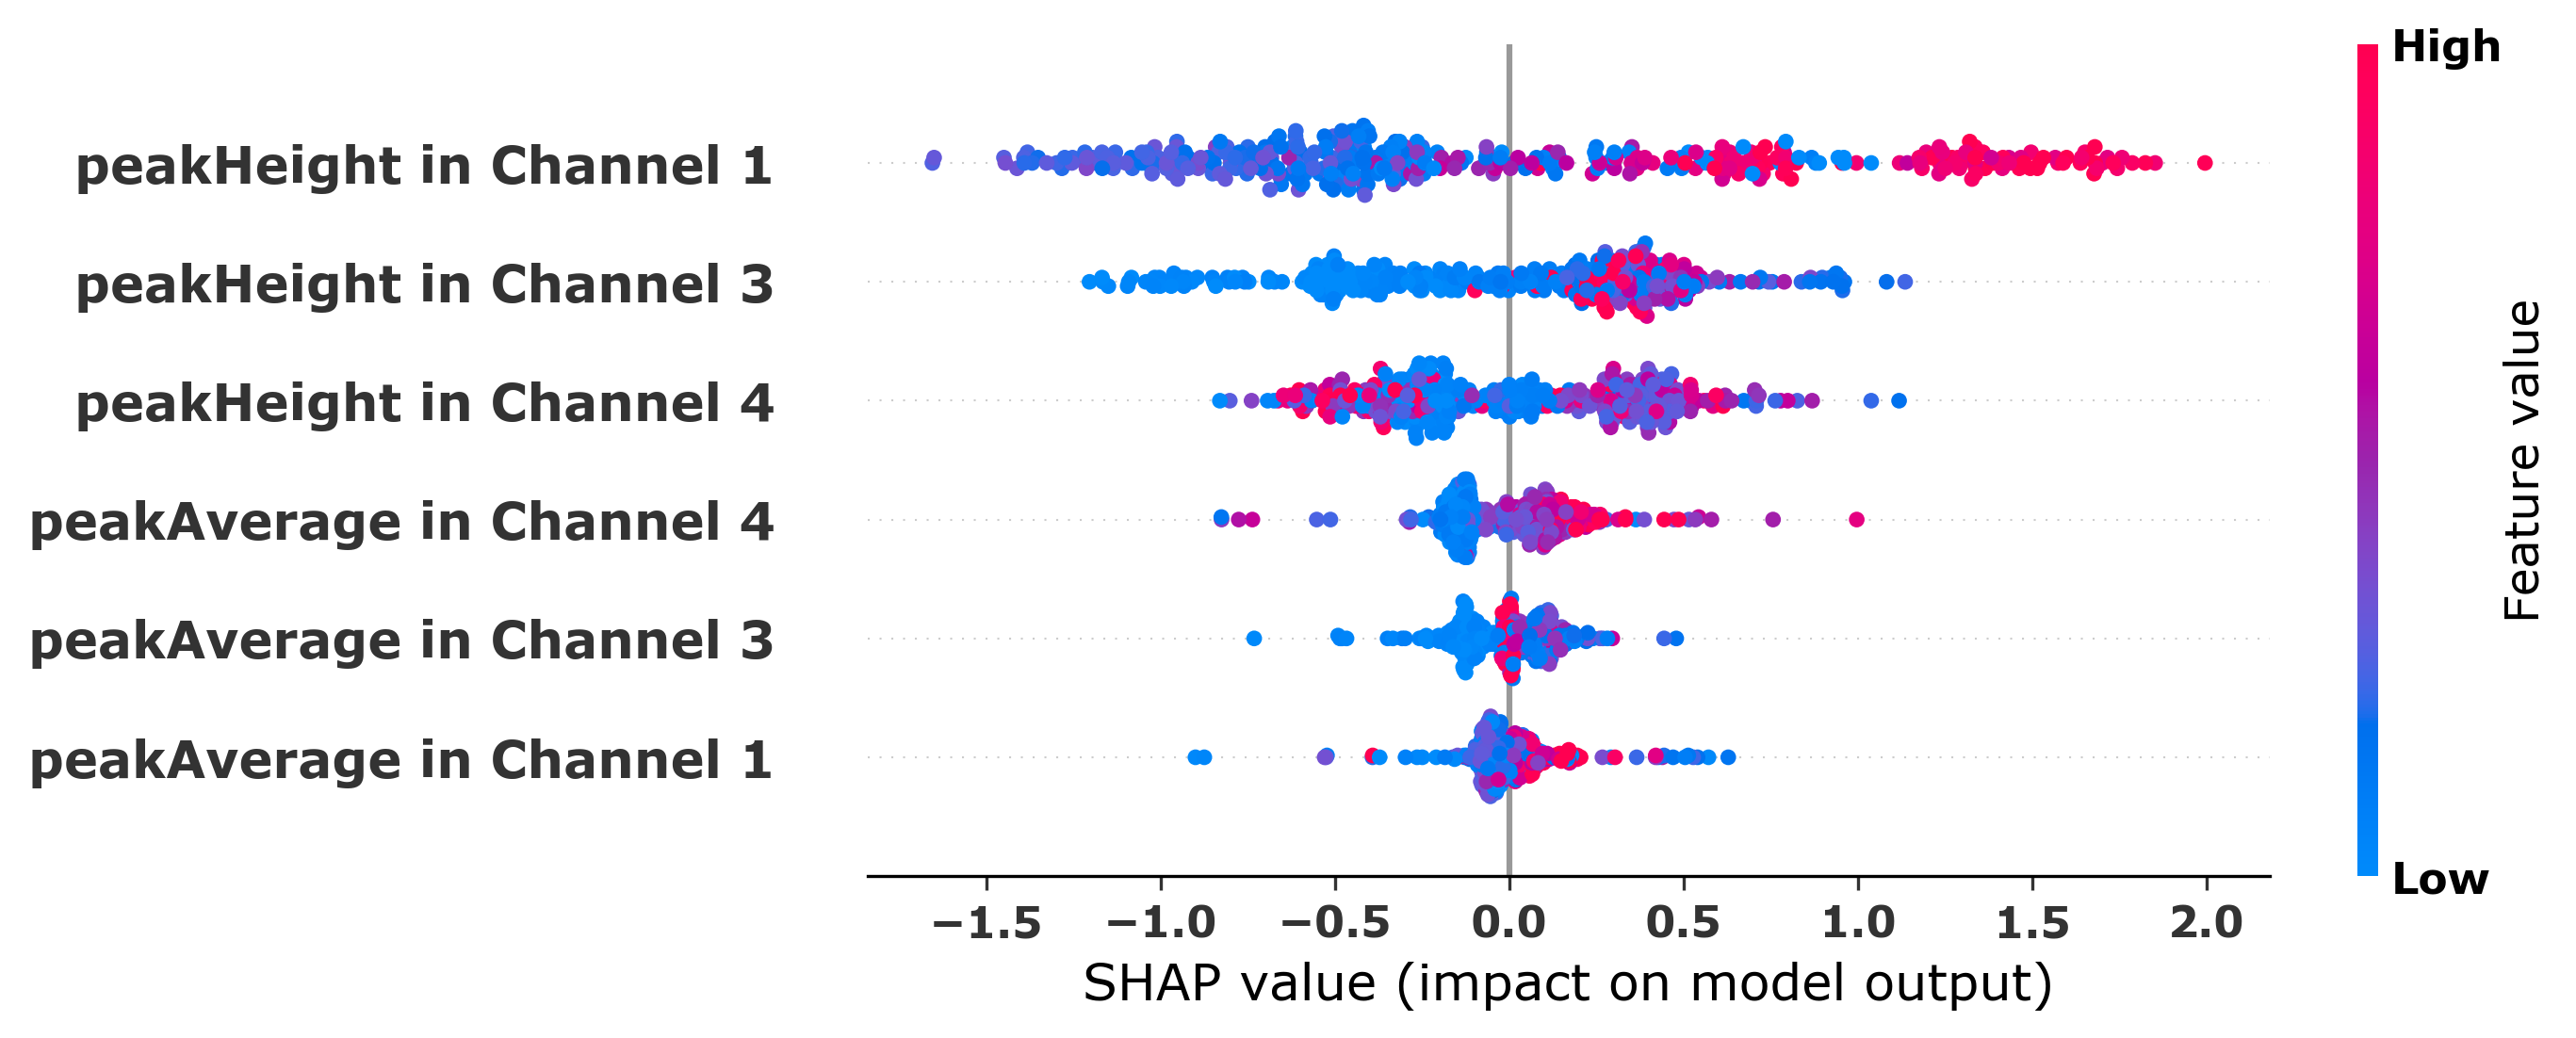 High
peakHeight in Channel 1
peakHeight in Channel 3
peakHeight in Channel 4
peakAverage in Channel 4
peakAverage in Channel 3
peakAverage in Channel 1
Feature value
Low
−1.5 −1.0 −0.5 0.0 0.5 1.0 1.5 2.0
SHAP value (impact on model output)